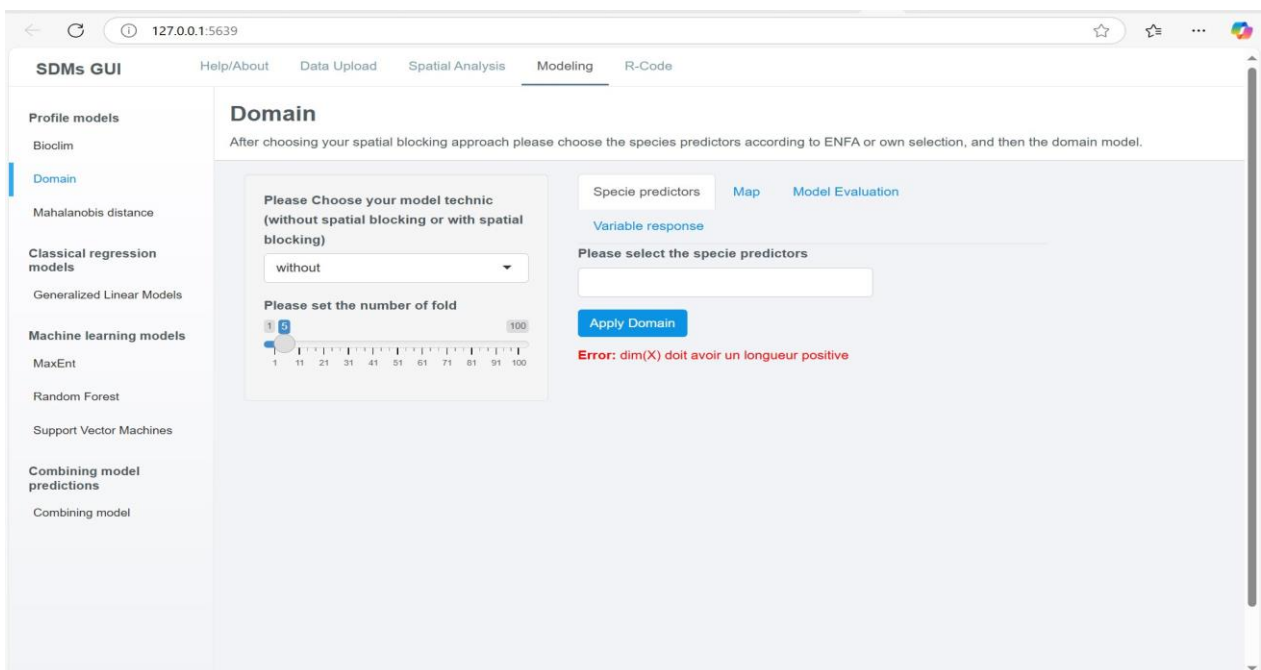 127.0.0.1:5639
SDMs GUI
Help/About Data Upload Spatial Analysis Modeling R-Code
Profile models
Bioclim
Domain
Mahalanobis distance
Classical regression
models
Generalized Linear Models
Machine learning models
MaxEnt
Random Forest
Support Vector Machines
Combining model
predictions
Combining model
Domain
After choosing your spatial blocking approach please choose the species predictors according to ENFA or own selection, and then the domain model.
Please Choose your model technic
(without spatial blocking or with spatial
blocking)
without
Please set the number of fold
1 5 100
1 11 21 31 41 51 61 71 81 91 100
Specie predictors Map Model Evaluation
Variable response
Please select the specie predictors
Apply Domain
Error: dim(X) doit avoir un longueur positive